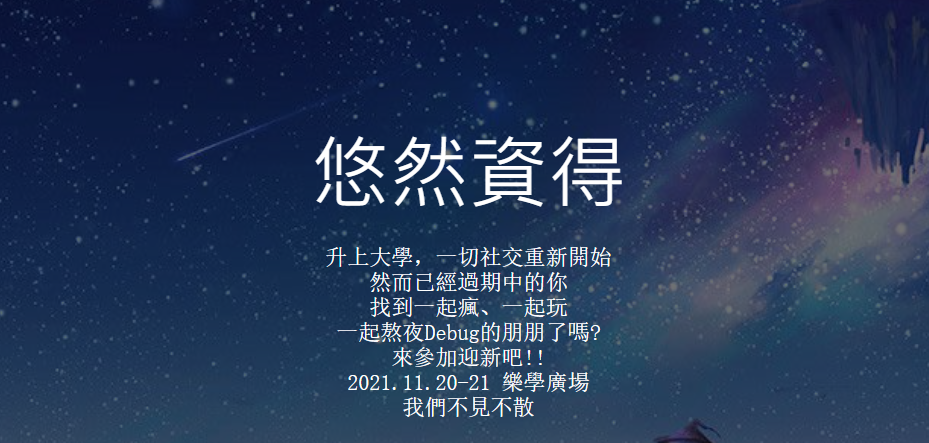 悠然資得
升上大學，一切社交重新開始
然而已經過期中的你
找到一起瘋、一起玩
一起熬夜Debug的朋朋了嗎?
來參加迎新吧!!
2021.11.20-21 樂學廣場
我們不見不散